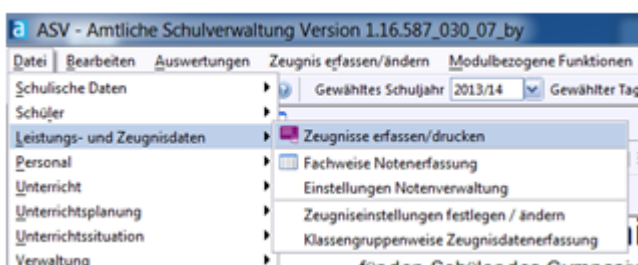 ASV - Amtliche Schulverwaltung Version 1.16.587_030_07_by
Datei Bearbeiten Auswertungen Zeugnis erfassen/ändern Modulbezogene Funktionen
Schulische Daten Gewähltes Schuljahr 2013/14 Gewählter Tag
Schüler
Leistungs- und Zeugnisdaten Zeugnisse erfassen/drucken
Personal Fachweise Notenerfassung
Unterricht Einstellungen Notenverwaltung
Unterrichtsplanung Zeugniseinstellungen festlegen / ändern
Unterrichtssituation Klassengruppenweise Zeugnisdatenerfassung
Verwaltung